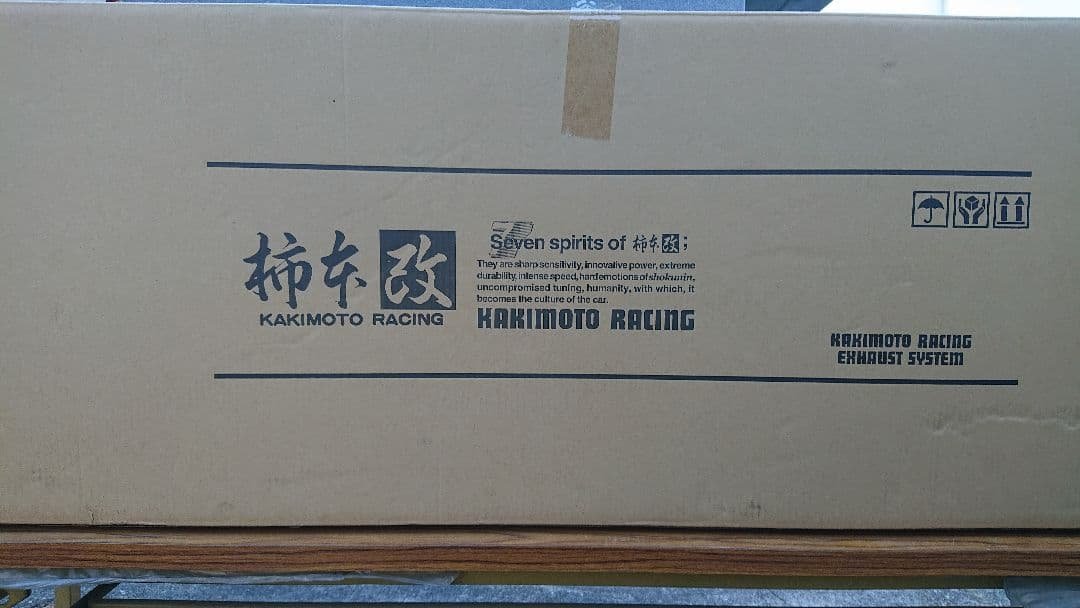 柿本改
KAKIMOTO RACING
7
Seven spirits of 柿本改;
They are sharp sensitivity, innovative power, extreme
durability, intense speed, hard emotions of shokunin,
uncompromised tuning, humanity, with which, it
becomes the culture of the car.
KAKIMOTO RACING
KAKIMOTO RACING
EXHAUST SYSTEM